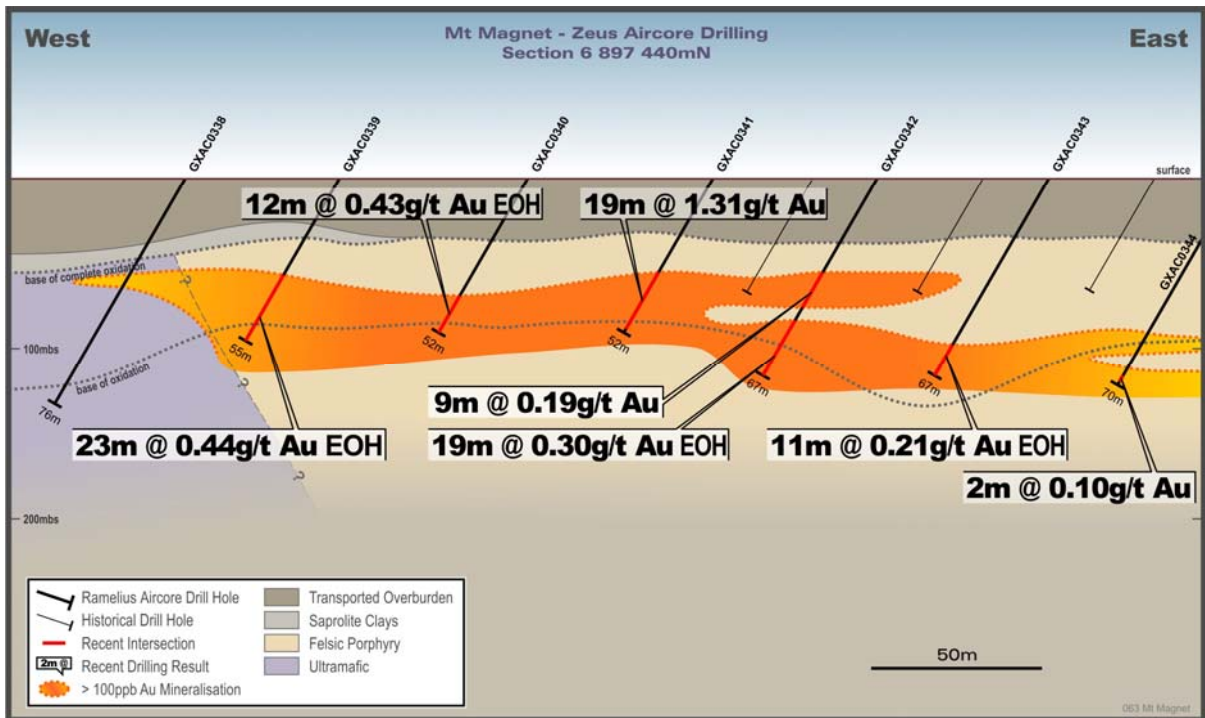 West
Mt Magnet - Zeus Aircore Drilling
Section 6 897 440mN
East
GXAC0338
GXAC0339
GXAC0340
GXAC0341
GXAC0342
GXAC0343
surface
12m @ 0.43g/t Au EOH
19m @ 1.31g/t Au
GXAC0344
base of complete oxidation
?
100mbs
55m
52m
52m
67m
67m
70m
base of oxidation
?
76m
9m @ 0.19g/t Au
23m @ 0.44g/t Au EOH
19m @ 0.30g/t Au EOH
11m @ 0.21g/t Au EOH
?
2m @ 0.10g/t Au
200mbs
Ramelius Aircore Drill Hole
Historical Drill Hole
Recent Intersection
2m @
Recent Drilling Result
> 100ppb Au Mineralisation
Transported Overburden
Saprolite Clays
Felsic Porphyry
Ultramafic
50m
063 Mt Magnet